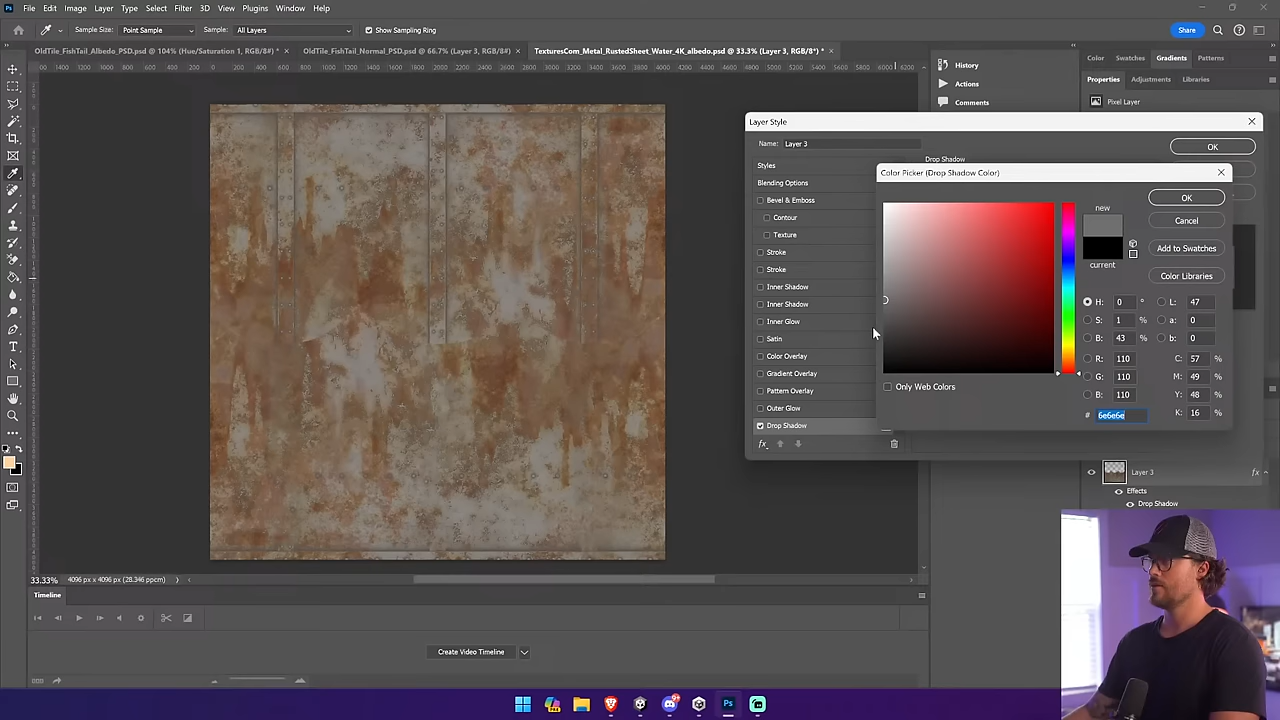 File Edit Image Layer Type Select Filter 3D View Plugins Window Help
Sample Size: Point Sample Sample: All Layers Show Sampling Ring Share
OldTile_FishTail_Albedo_PSD.psd @ 104% (Hue/Saturation 1, RGB/8#) * × OldTile_FishTail_Normal_PSD.psd @ 66.7% (Layer 3, RGB/8#) × TexturesCom_Metal_RustedSheet_Water_4K_albedo.psd @ 33.3% (Layer 3, RGB/8*) * ×
History
Actions
Comments
Color Swatches Gradients Patterns
Properties Adjustments Libraries
Pixel Layer
Layer Style
Name: Layer 3
Styles
Blending Options
Bevel & Emboss
Contour
Texture
Stroke
Stroke
Inner Shadow
Inner Shadow
Inner Glow
Satin
Color Overlay
Gradient Overlay
Pattern Overlay
Outer Glow
Drop Shadow
fx
Drop Shadow
OK
Color Picker (Drop Shadow Color)
new
current
OK
Cancel
Add to Swatches
Color Libraries
H: 0 ° L: 47
S: 1 % a: 0
B: 43 % b: 0
R: 110 C: 57 %
G: 110 M: 49 %
B: 110 Y: 48 %
# 6e6e6e K: 16 %
Only Web Colors
Layer 3 fx
Effects
Drop Shadow
33.33% 4096 px x 4096 px (28.346 ppcm)
Timeline
Create Video Timeline
Ps